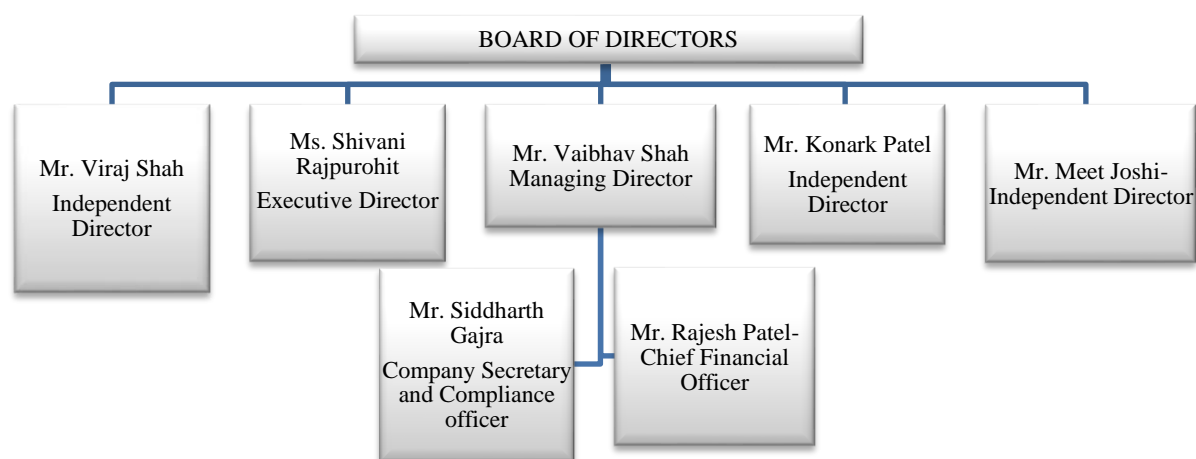 BOARD OF DIRECTORS
Mr. Viraj Shah
Independent
Director
Ms. Shivani
Rajpurohit
Executive Director
Mr. Vaibhav Shah
Managing Director
Mr. Konark Patel
Independent
Director
Mr. Meet Joshi-
Independent Director
Mr. Siddharth
Gajra
Company Secretary
and Compliance
officer
Mr. Rajesh Patel-
Chief Financial
Officer